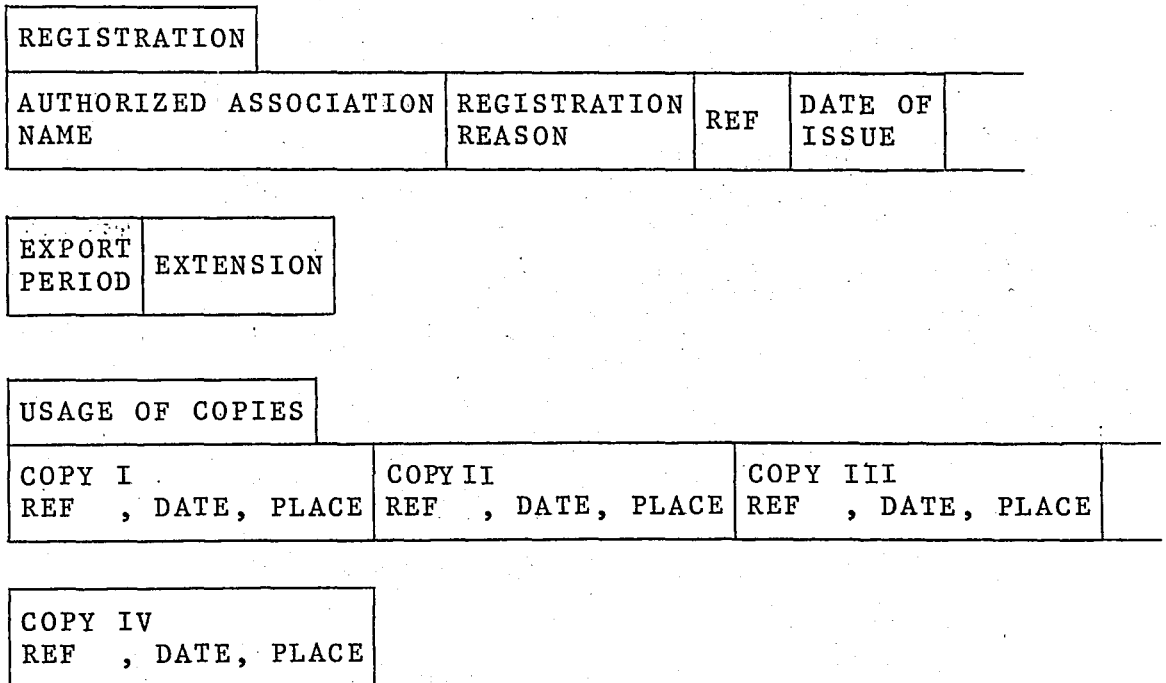 REGISTRATION
AUTHORIZED ASSOCIATION NAME
REGISTRATION REASON
REF
DATE OF ISSUE
EXPORT PERIOD
EXTENSION
USAGE OF COPIES
COPY I
REF , DATE, PLACE
COPY II
REF , DATE, PLACE
COPY III
REF , DATE, PLACE
COPY IV
REF , DATE, PLACE